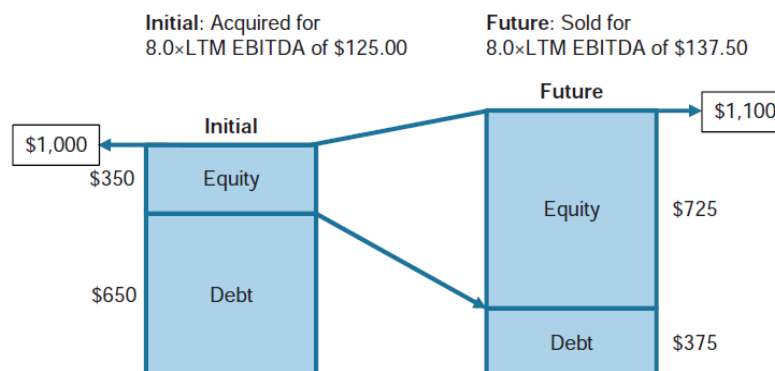 Initial: Acquired for
8.0×LTM EBITDA of $125.00
Future: Sold for
8.0×LTM EBITDA of $137.50
Future
$1,100
Initial
$1,000
$350
Equity
Equity
$725
$650
Debt
Debt
$375